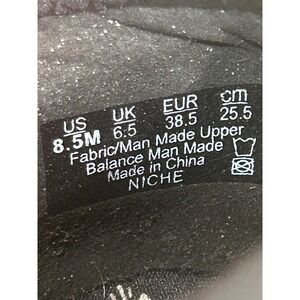 US UK EUR cm
8.5M 6.5 38.5 25.5
Fabric/Man Made Upper
Balance Man Made
Made in China
NICHE